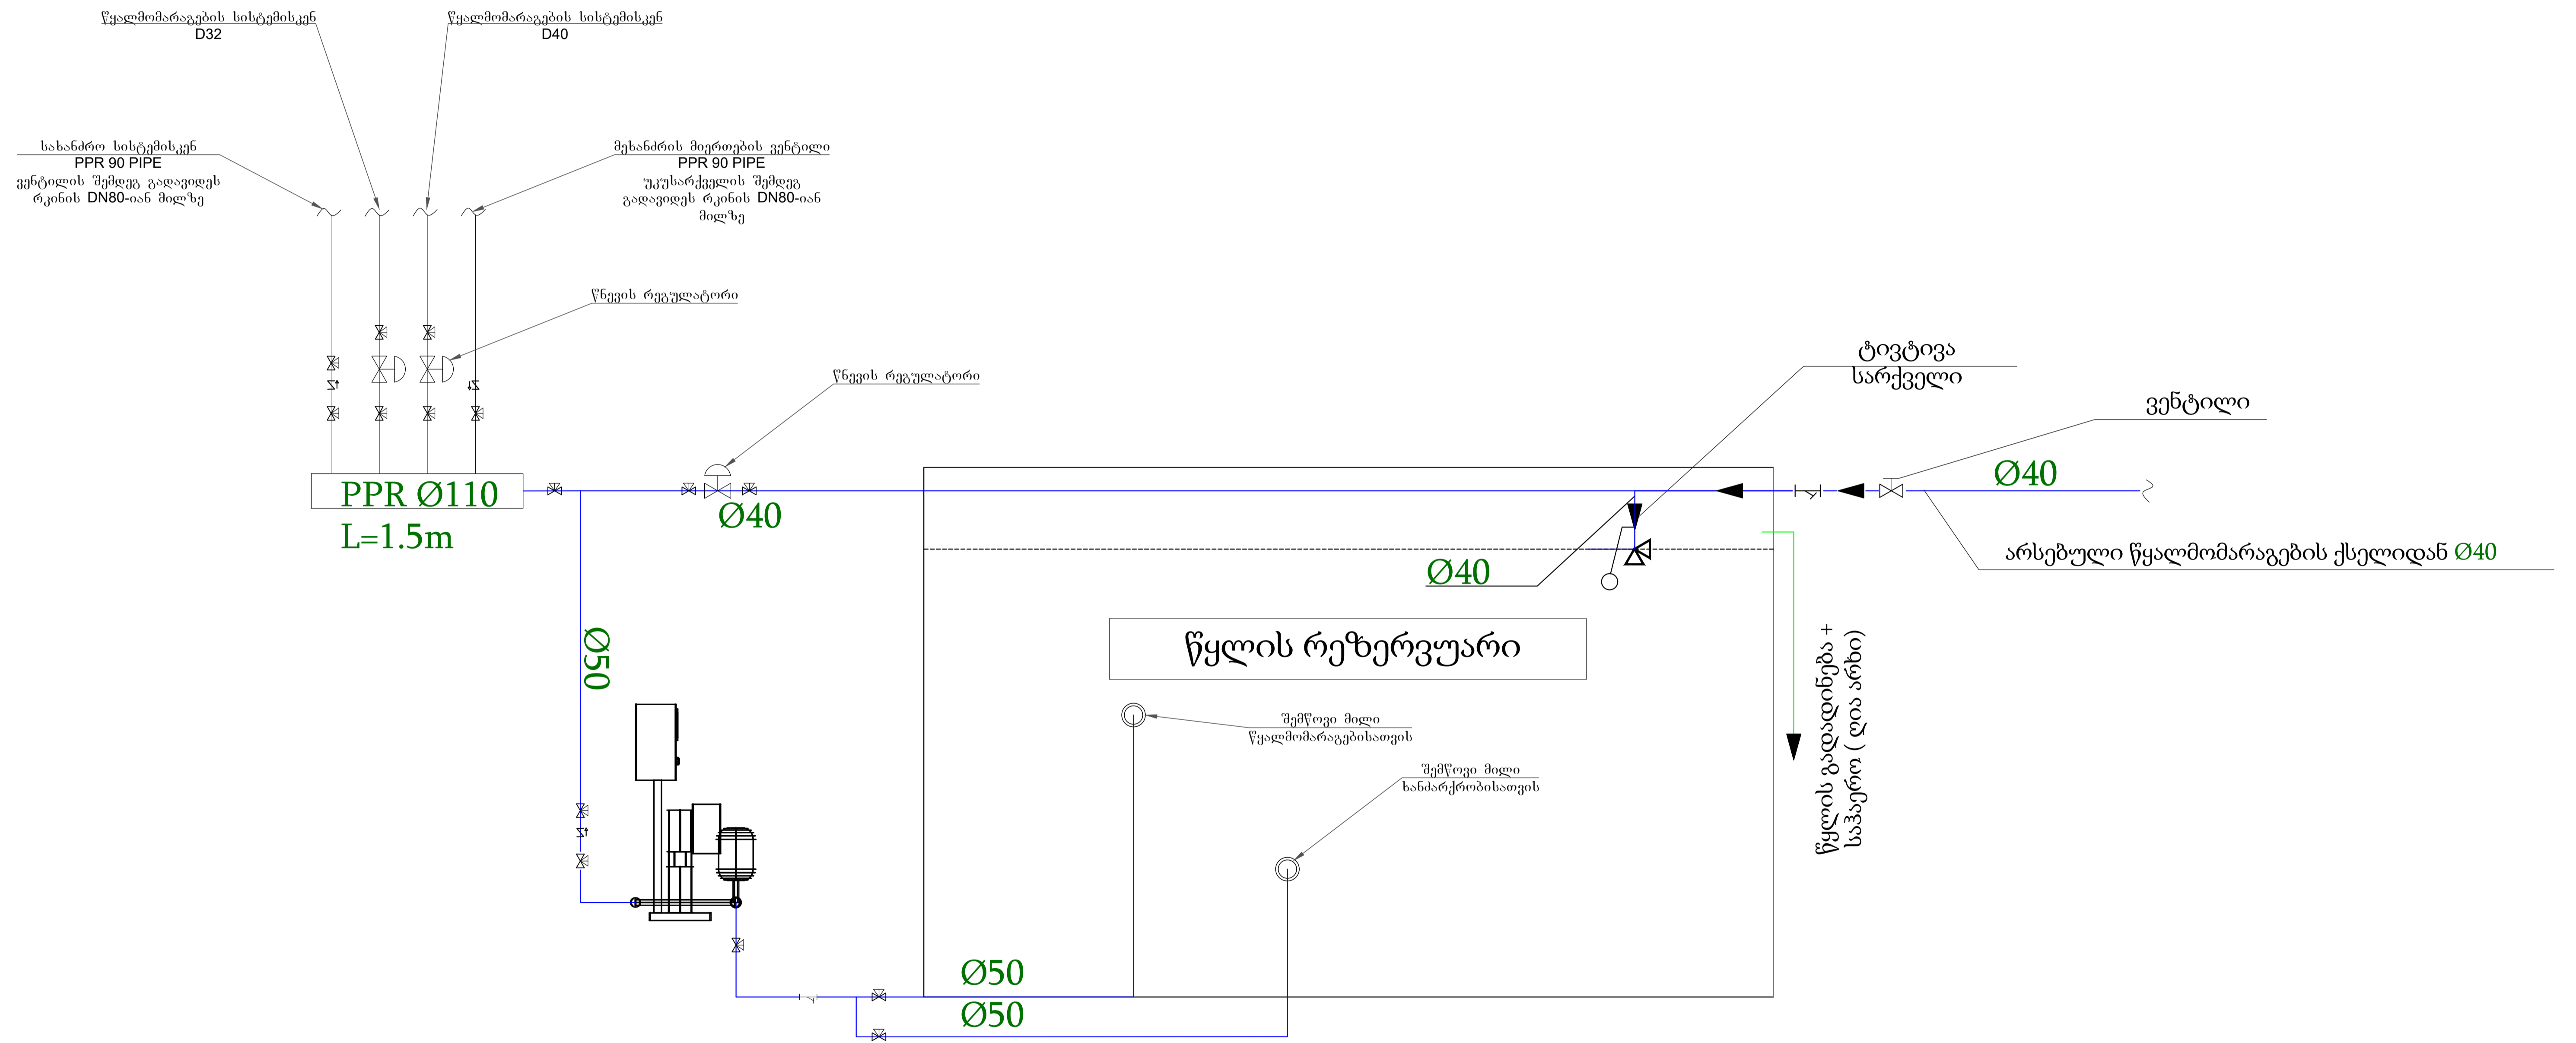 წყალმომარაგების სისტემისკენ
D32
წყალმომარაგების სისტემისკენ
D40
სახანძრო სისტემისკენ
PPR 90 PIPE
ვენტილის შემდეგ გადავიდეს
რკინის DN80-იან მილზე
მეხანძრის მიერთების ვენტილი
PPR 90 PIPE
უკუსარქველის შემდეგ
გადავიდეს რკინის DN80-იან
მილზე
წნევის რეგულატორი
წნევის რეგულატორი
ტივტივა
სარქველი
ვენტილი
Ø40
PPR Ø110
L=1.5m
Ø40
არსებული წყალმომარაგების ქსელიდან Ø40
Ø40
Ø50
წყლის რეზერვუარი
წყლის გადადინება +
საჰაერო ( ღია არხი)
შემწოვი მილი
წყალმომარაგებისათვის
შემწოვი მილი
ხანძარქრობისათვის
Ø50
Ø50